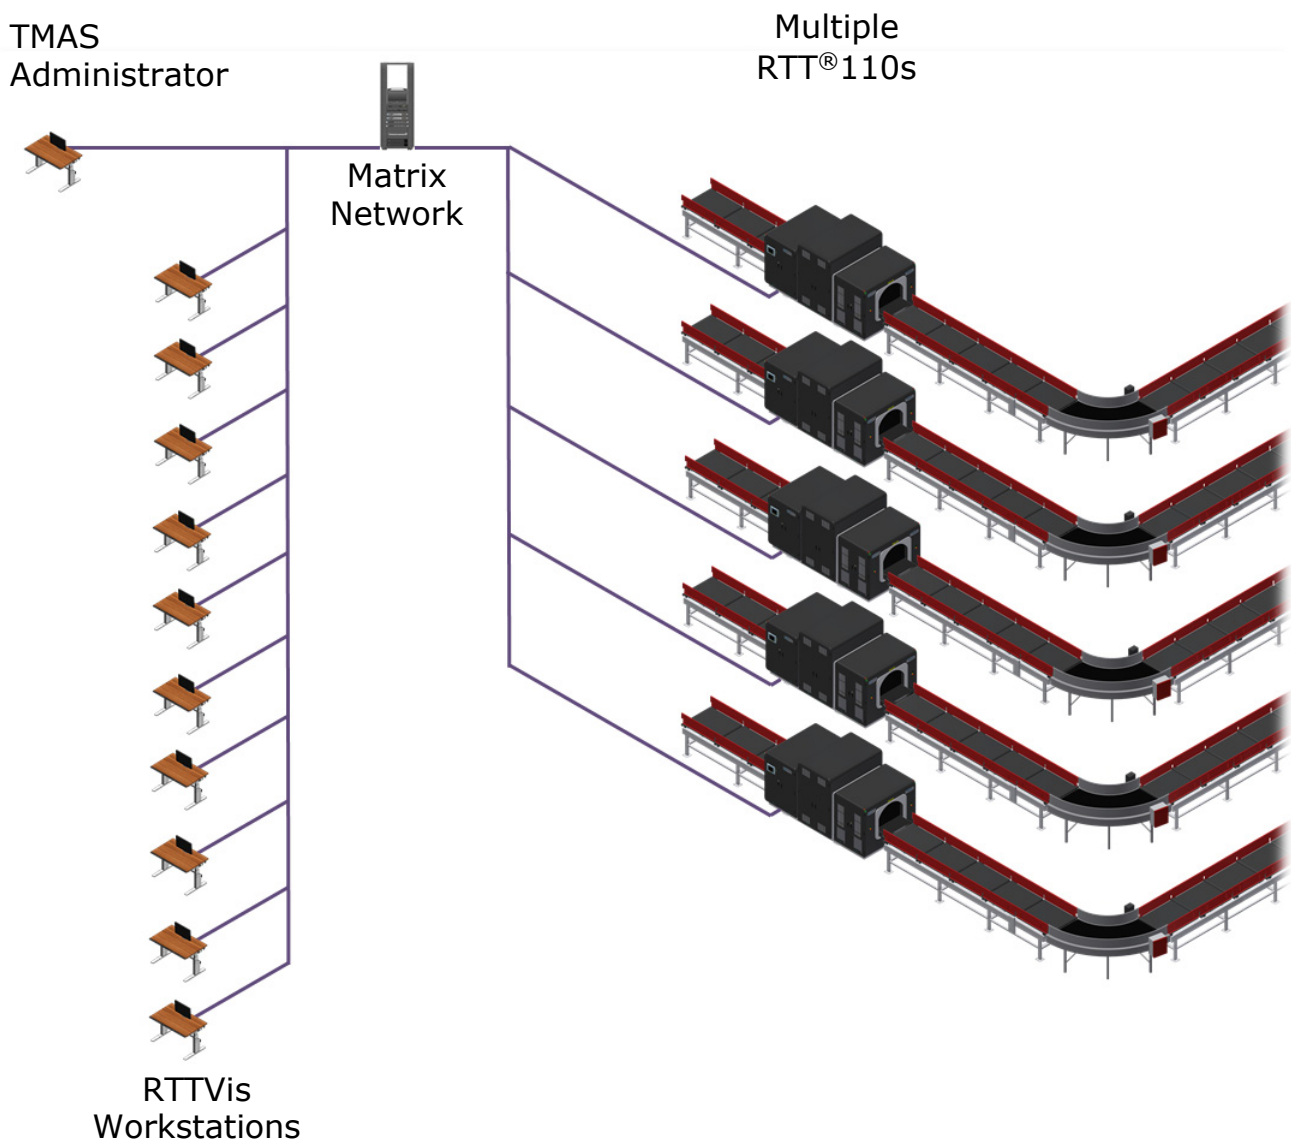 TMAS
Administrator
Multiple
RTT®110s
Matrix
Network
RTTVis
Workstations